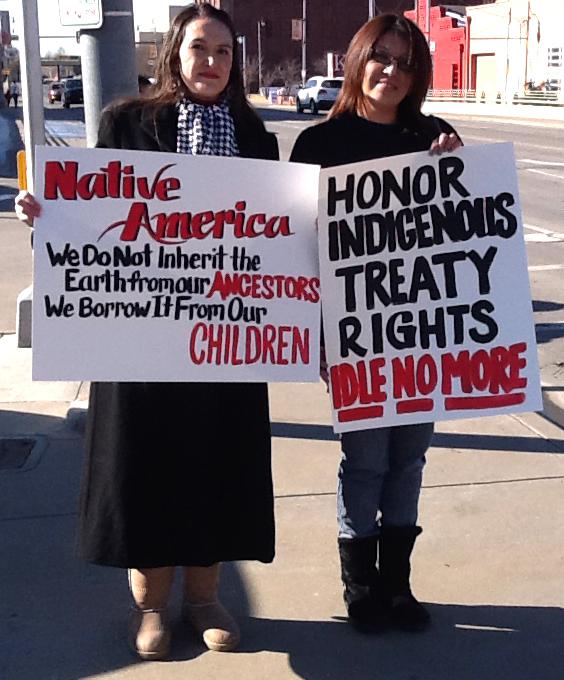 Native
America
We Do Not Inherit the
Earth from our ANCESTORS
We Borrow It From Our
CHILDREN
HONOR
INDIGENOUS
TREATY
RIGHTS
IDLE NO MORE